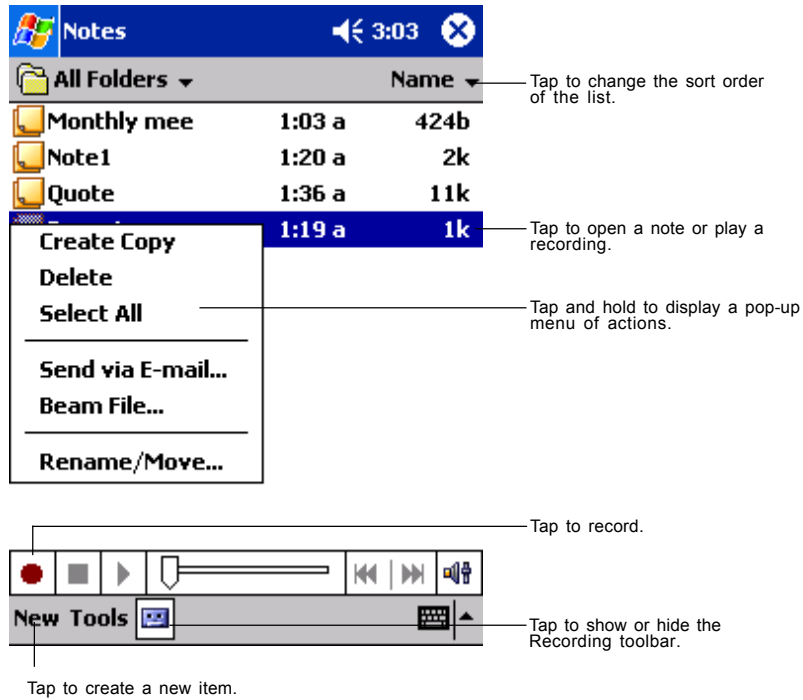 Notes 3:03
All Folders Name
Tap to change the sort order
of the list.
Monthly mee 1:03 a 424b
Note1 1:20 a 2k
Quote 1:36 a 11k
1:19 a 1k
Tap to open a note or play a
recording.
Create Copy
Delete
Select All
Tap and hold to display a pop-up
menu of actions.
Send via E-mail...
Beam File...
Rename/Move...
Tap to record.
New Tools
Tap to show or hide the
Recording toolbar.
Tap to create a new item.